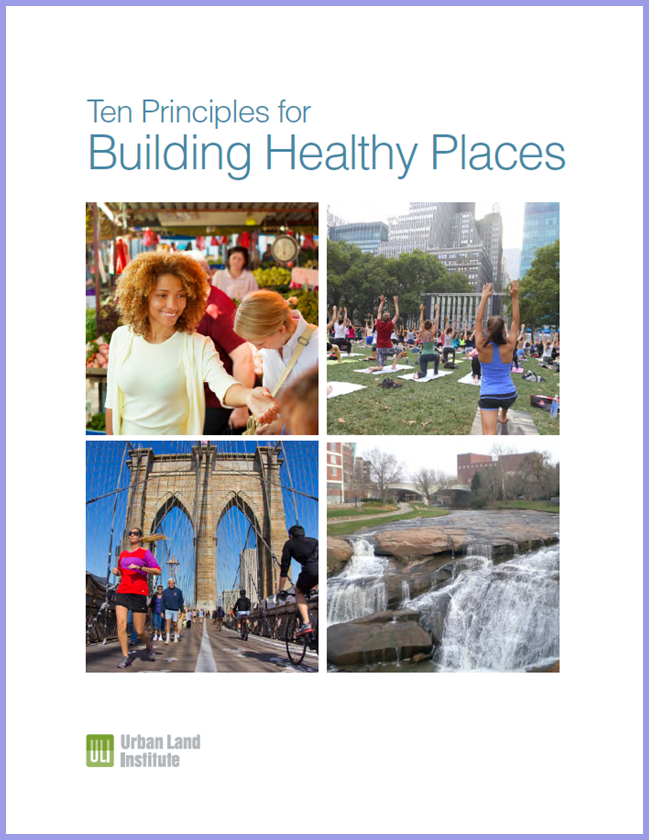 Ten Principles for
Building Healthy Places
ULI
Urban Land
Institute